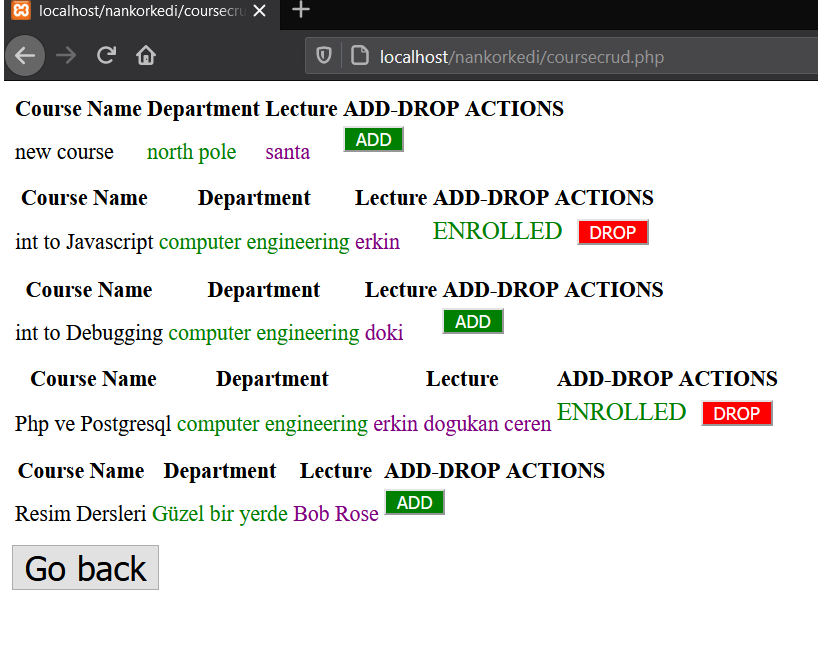 localhost/nankorkedi/coursecru
localhost/nankorkedi/coursecrud.php
Course Name Department Lecture ADD-DROP ACTIONS
new course north pole santa ADD
Course Name Department Lecture ADD-DROP ACTIONS
int to Javascript computer engineering erkin ENROLLED DROP
Course Name Department Lecture ADD-DROP ACTIONS
int to Debugging computer engineering doki ADD
Course Name Department Lecture ADD-DROP ACTIONS
Php ve Postgresql computer engineering erkin dogukan ceren ENROLLED DROP
Course Name Department Lecture ADD-DROP ACTIONS
Resim Dersleri Güzel bir yerde Bob Rose ADD
Go back